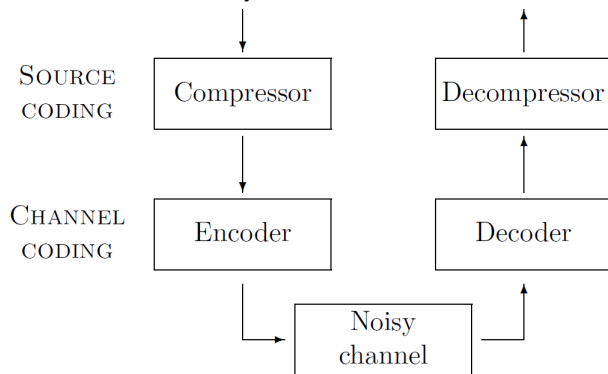 SOURCE
CODING
Compressor
Decompressor
CHANNEL
CODING
Encoder
Decoder
Noisy
channel